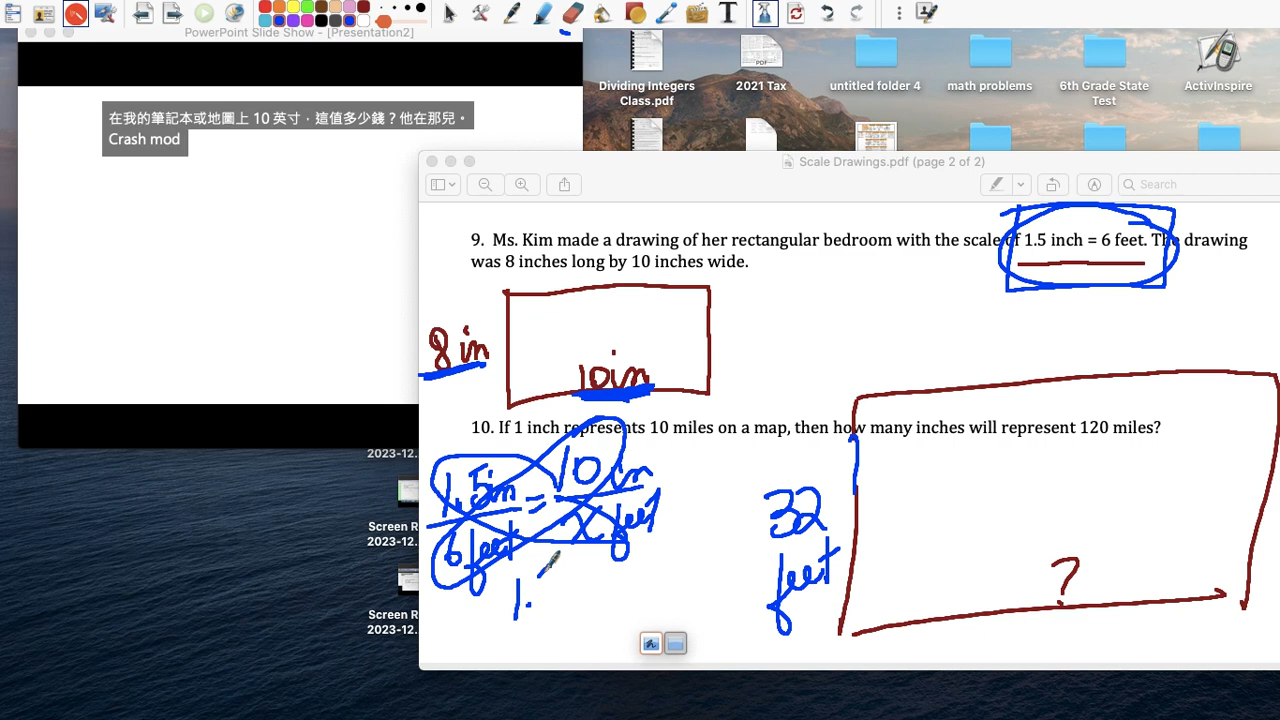 PowerPoint Slide Show - [Presentation2]
在我的筆記本或地圖上 10 英寸，這值多少錢？他在那兒。
Crash mod
Dividing Integers
Class.pdf
2021 Tax
untitled folder 4
math problems
6th Grade State
Test
ActivInspire
PDF
Scale Drawings.pdf (page 2 of 2)
Search
9. Ms. Kim made a drawing of her rectangular bedroom with the scale of 1.5 inch = 6 feet. The drawing
was 8 inches long by 10 inches wide.
8 in
10in
10. If 1 inch represents 10 miles on a map, then how many inches will represent 120 miles?
1.5in = 10 in
6 feet x feet
1.
32
feet
?
2023-12.
Screen R
2023-12.
Screen R
2023-12.